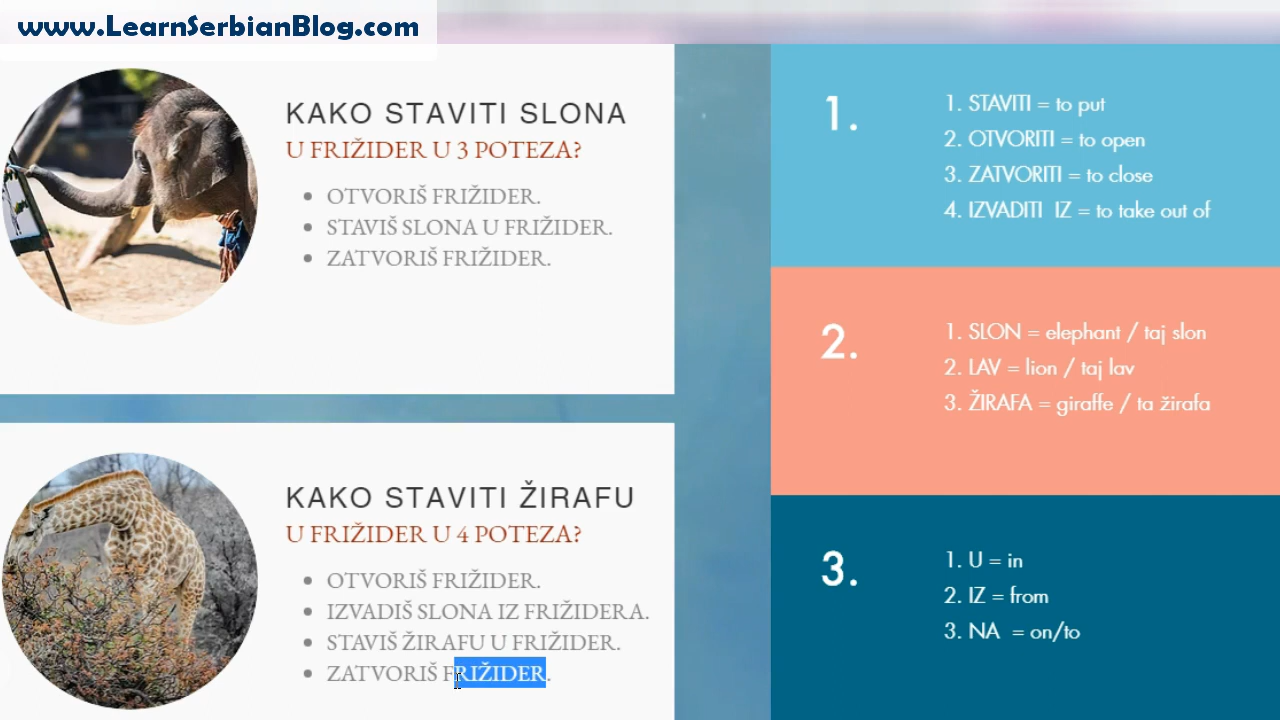 www.LearnSerbianBlog.com
KAKO STAVITI SLONA
U FRIŽIDER U 3 POTEZA?
OTVORIŠ FRIŽIDER.
STAVIŠ SLONA U FRIŽIDER.
ZATVORIŠ FRIŽIDER.
KAKO STAVITI ŽIRAFU
U FRIŽIDER U 4 POTEZA?
OTVORIŠ FRIŽIDER.
IZVADIŠ SLONA IZ FRIŽIDERA.
STAVIŠ ŽIRAFU U FRIŽIDER.
ZATVORIŠ FRIŽIDER.
1.
1. STAVITI = to put
2. OTVORITI = to open
3. ZATVORITI = to close
4. IZVADITI IZ = to take out of
2.
1. SLON = elephant / taj slon
2. LAV = lion / taj lav
3. ŽIRAFA = giraffe / ta žirafa
3.
1. U = in
2. IZ = from
3. NA = on/to